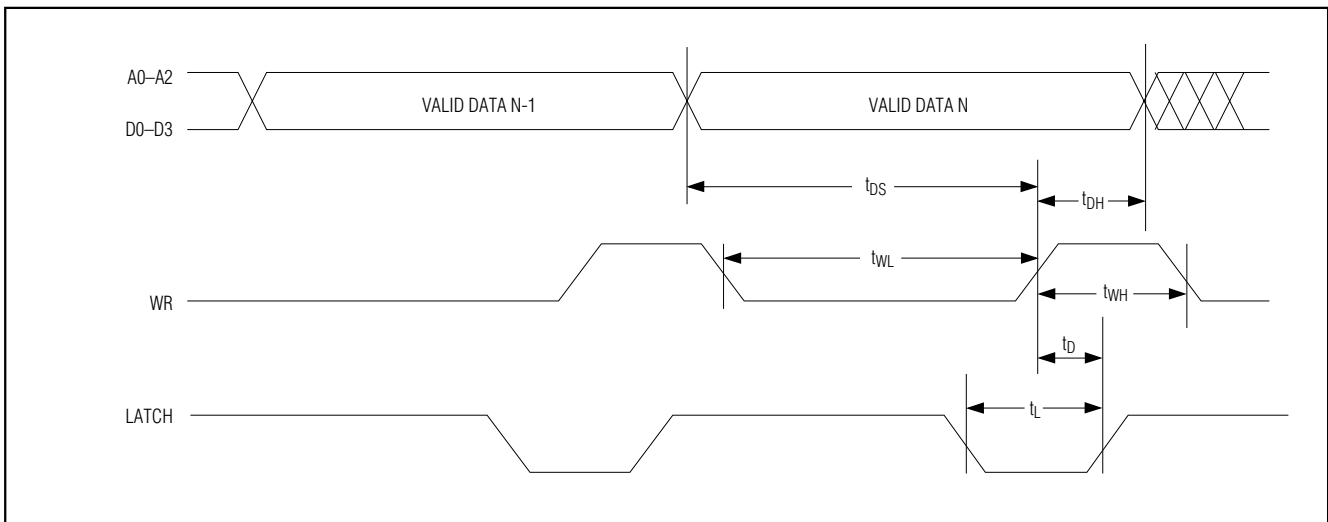 A0–A2
VALID DATA N-1
VALID DATA N
D0–D3
tDS
tDH
tWL
WR
tWH
tD
tL
LATCH